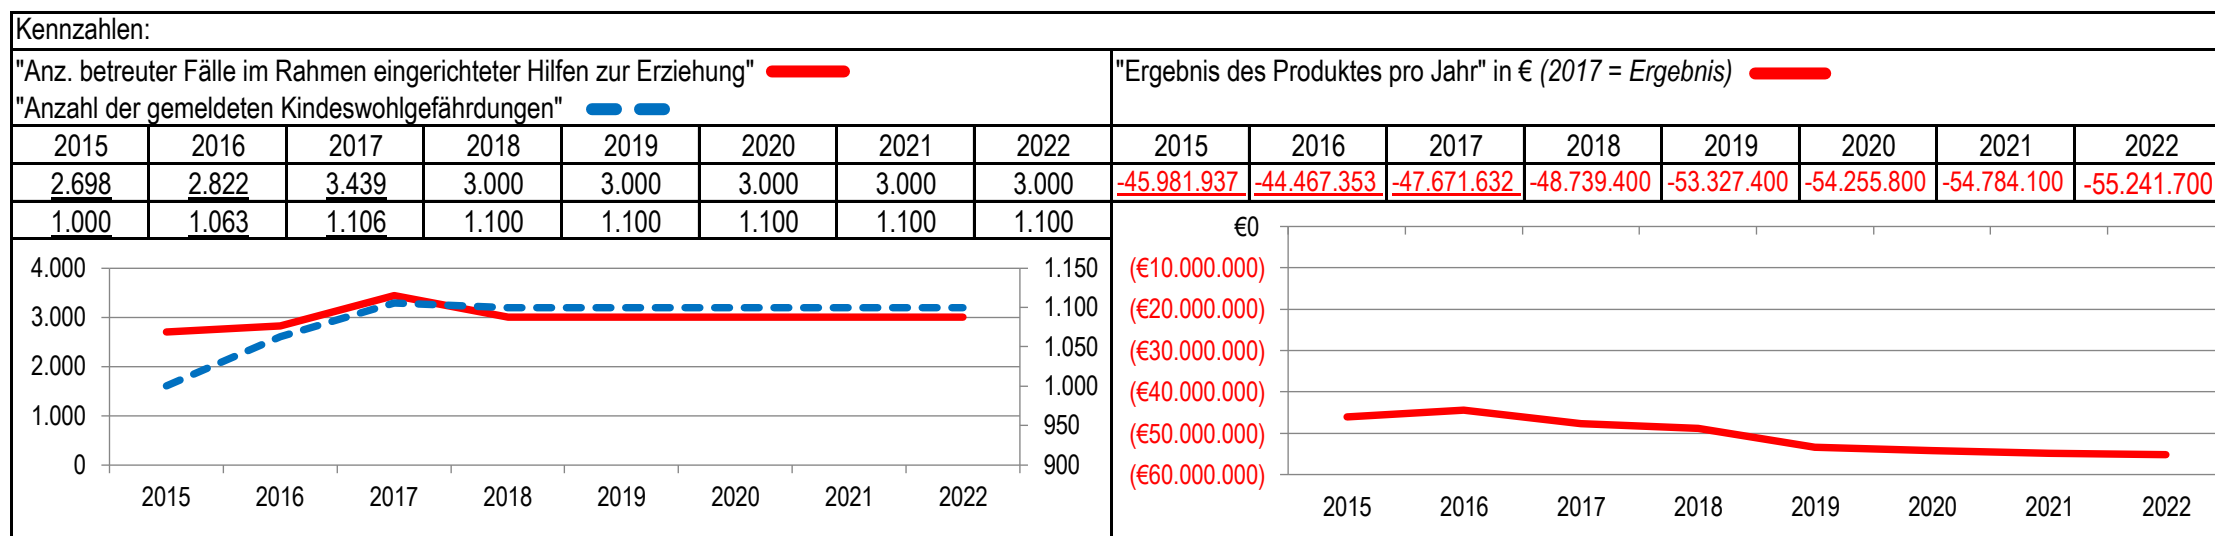 Kennzahlen:
"Anz. betreuter Fälle im Rahmen eingerichteter Hilfen zur Erziehung"
"Anzahl der gemeldeten Kindeswohlgefährdungen"
2015 2016 2017 2018 2019 2020 2021 2022
2.698 2.822 3.439 3.000 3.000 3.000 3.000 3.000
1.000 1.063 1.106 1.100 1.100 1.100 1.100 1.100
4.000 1.150
3.000 1.100
1.050
2.000
1.000
1.000
950
0 900
2015 2016 2017 2018 2019 2020 2021 2022
"Ergebnis des Produktes pro Jahr" in € (2017 = Ergebnis)
2015 2016 2017 2018 2019 2020 2021 2022
-45.981.937 -44.467.353 -47.671.632 -48.739.400 -53.327.400 -54.255.800 -54.784.100 -55.241.700
€0
(€10.000.000)
(€20.000.000)
(€30.000.000)
(€40.000.000)
(€50.000.000)
(€60.000.000)
2015 2016 2017 2018 2019 2020 2021 2022